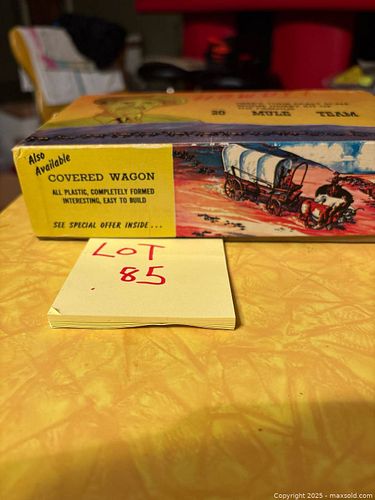 20 MULE TEAM
Also
Available
COVERED WAGON
ALL PLASTIC, COMPLETELY FORMED
INTERESTING, EASY TO BUILD
SEE SPECIAL OFFER INSIDE...
LOT
85
Copyright 2025 - maxsold.com